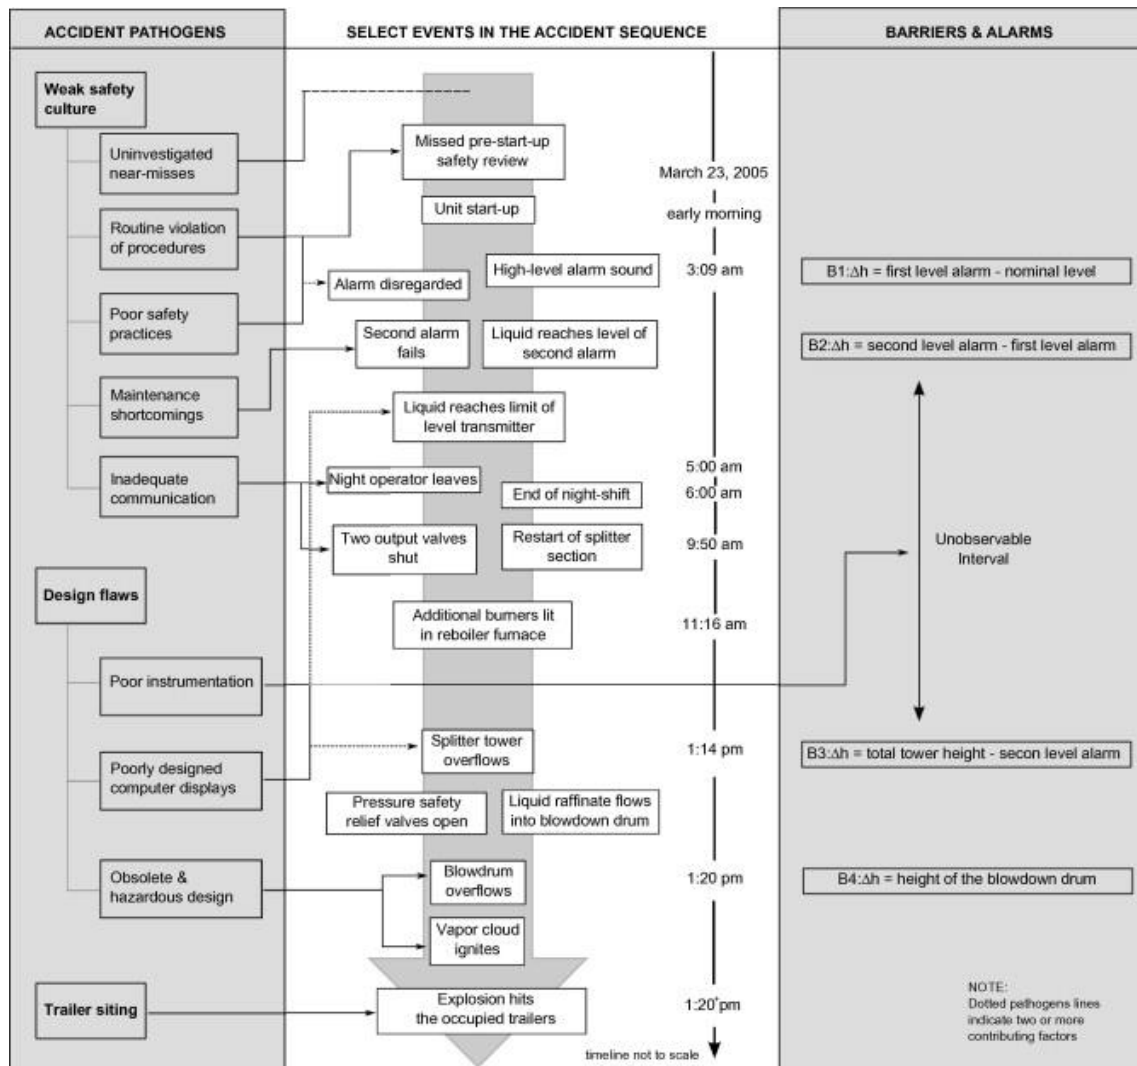 ACCIDENT PATHOGENS
SELECT EVENTS IN THE ACCIDENT SEQUENCE
BARRIERS & ALARMS
Weak safety
culture
Uninvestigated
near-misses
Routine violation
of procedures
Poor safety
practices
Maintenance
shortcomings
Inadequate
communication
Design flaws
Poor instrumentation
Poorly designed
computer displays
Obsolete &
hazardous design
Trailer siting
Missed pre-start-up
safety review
Unit start-up
High-level alarm sound
Alarm disregarded
Second alarm
fails
Liquid reaches level of
second alarm
Liquid reaches limit of
level transmitter
Night operator leaves
End of night-shift
Two output valves
shut
Restart of splitter
section
Additional burners lit
in reboiler furnace
Splitter tower
overflows
Pressure safety
relief valves open
Liquid raffinate flows
into blowdown drum
Blowdrum
overflows
Vapor cloud
ignites
Explosion hits
the occupied trailers
March 23, 2005
early morning
3:09 am
5:00 am
6:00 am
9:50 am
11:16 am
1:14 pm
1:20 pm
1:20⁺pm
timeline not to scale
B1:Δh = first level alarm - nominal level
B2:Δh = second level alarm - first level alarm
Unobservable
Interval
B3:Δh = total tower height - secon level alarm
B4:Δh = height of the blowdown drum
NOTE:
Dotted pathogens lines
indicate two or more
contributing factors